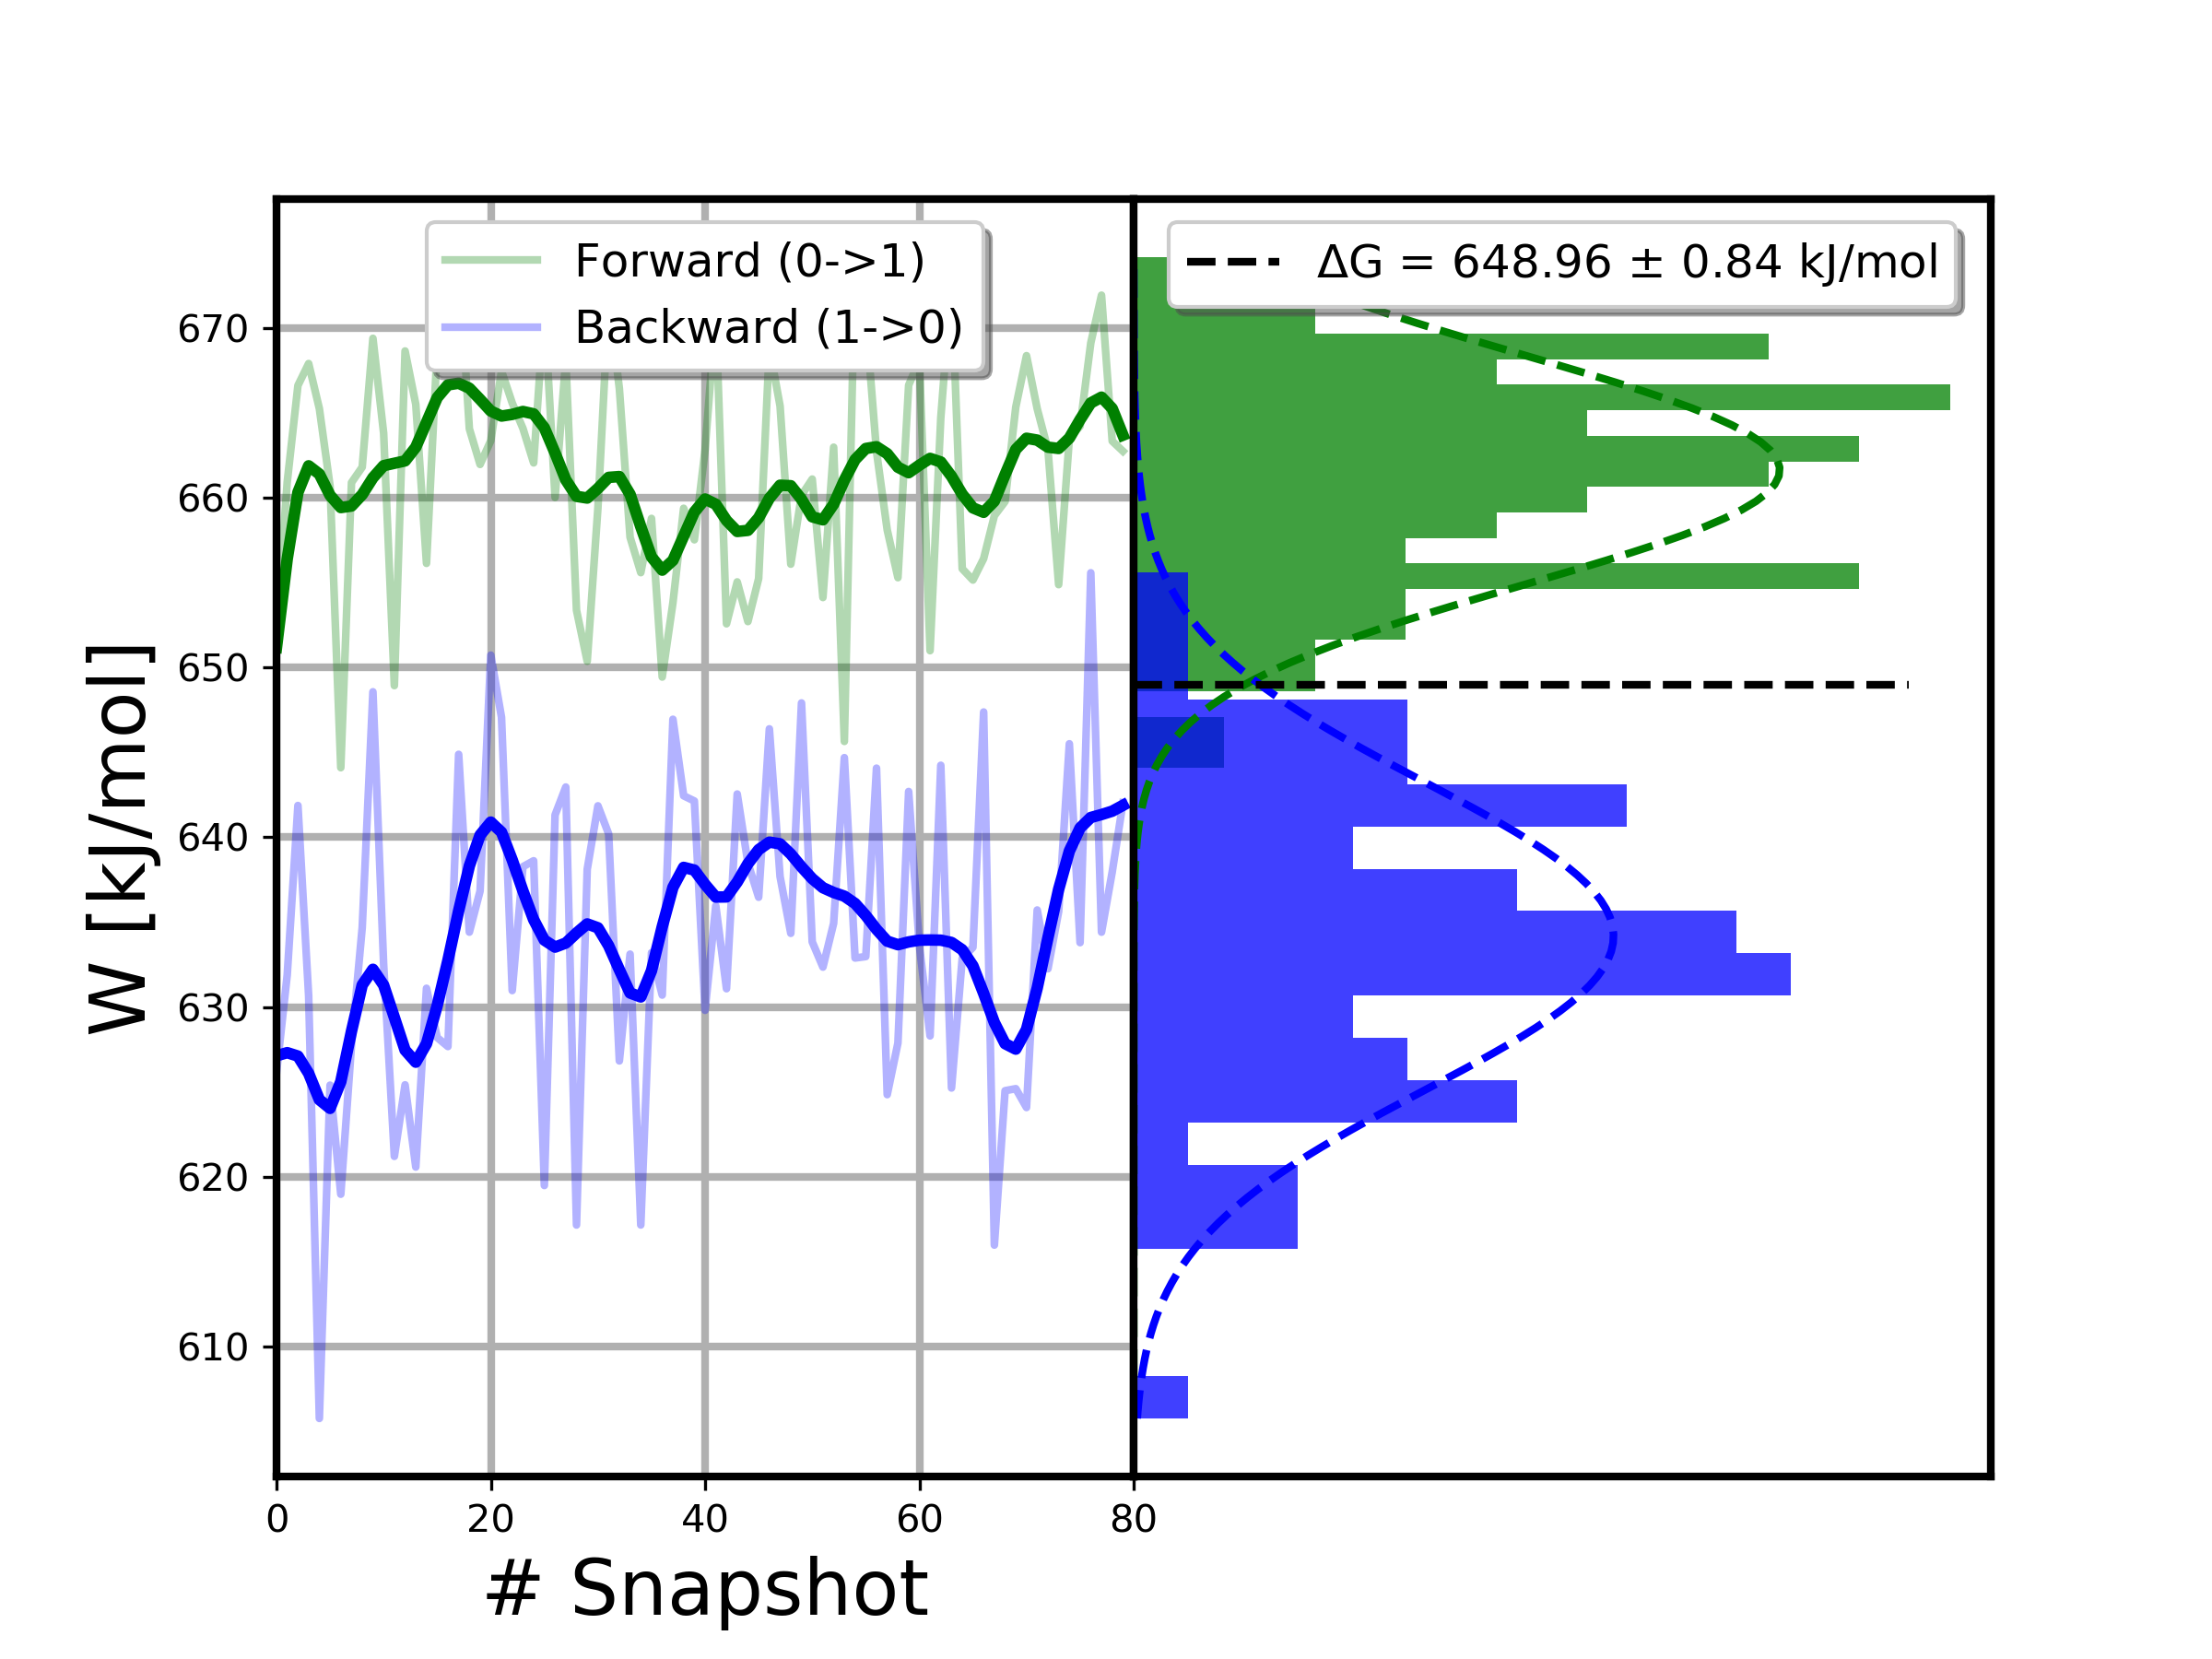 Forward (0->1)
Backward (1->0)
ΔG = 648.96 ± 0.84 kJ/mol
W [kJ/mol]
670
660
650
640
630
620
610
0 20 40 60 80
# Snapshot